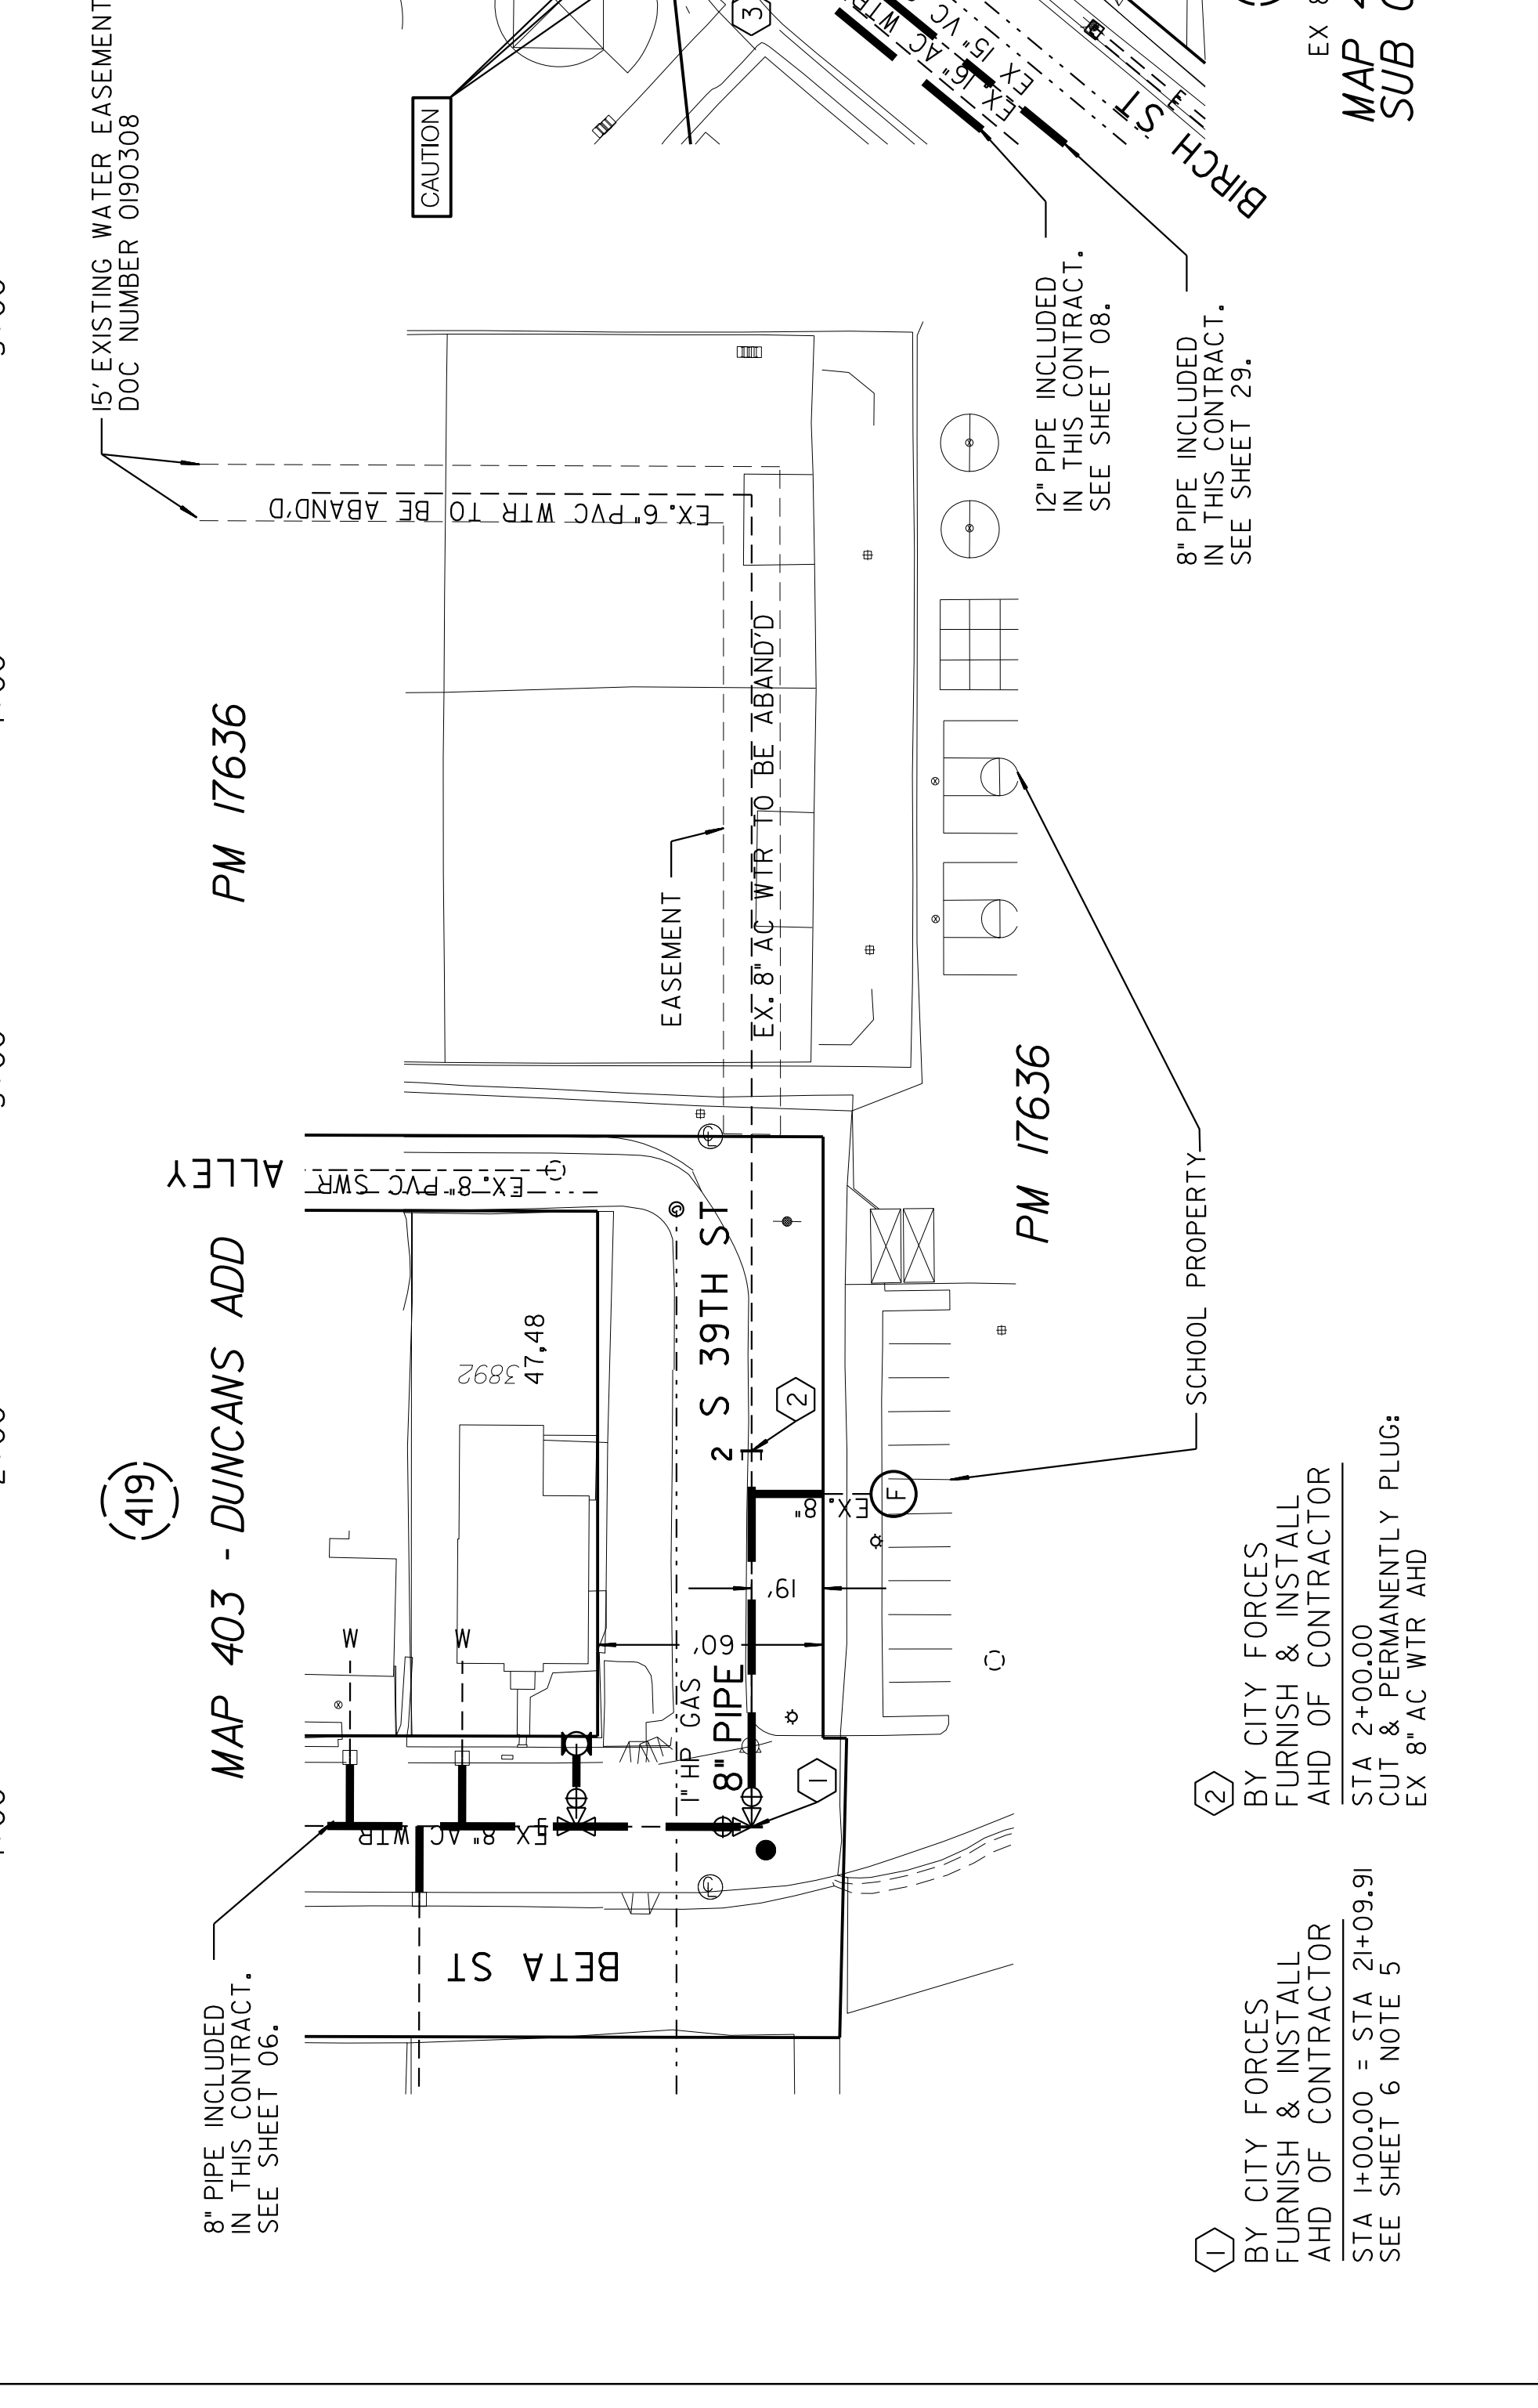 15' EXISTING WATER EASEMENT
DOC NUMBER 0190308
CAUTION
3
BIRCH ST
MAP
SUB
PM 17636
EX. 6" PVC WTR TO BE ABAND'D
EASEMENT
EX. 8" AC WTR TO BE ABAND'D
12" PIPE INCLUDED
IN THIS CONTRACT.
SEE SHEET 08.
8" PIPE INCLUDED
IN THIS CONTRACT.
SEE SHEET 29.
PM 17636
SCHOOL PROPERTY
419
MAP 403 - DUNCANS ADD
ALLEY
EX. 8" PVC SWR
3892
47,48
G
S 39TH ST
2
2
EX. 8"
F
19'
60'
W
W
1" HP GAS
8" PIPE
1
EX 8" AC WTR
BETA ST
8" PIPE INCLUDED
IN THIS CONTRACT.
SEE SHEET 06.
1
BY CITY FORCES
FURNISH & INSTALL
AHD OF CONTRACTOR
STA 1+00.00 = STA 21+09.91
SEE SHEET 6 NOTE 5
2
BY CITY FORCES
FURNISH & INSTALL
AHD OF CONTRACTOR
STA 2+00.00
CUT & PERMANENTLY PLUG:
EX 8" AC WTR AHD